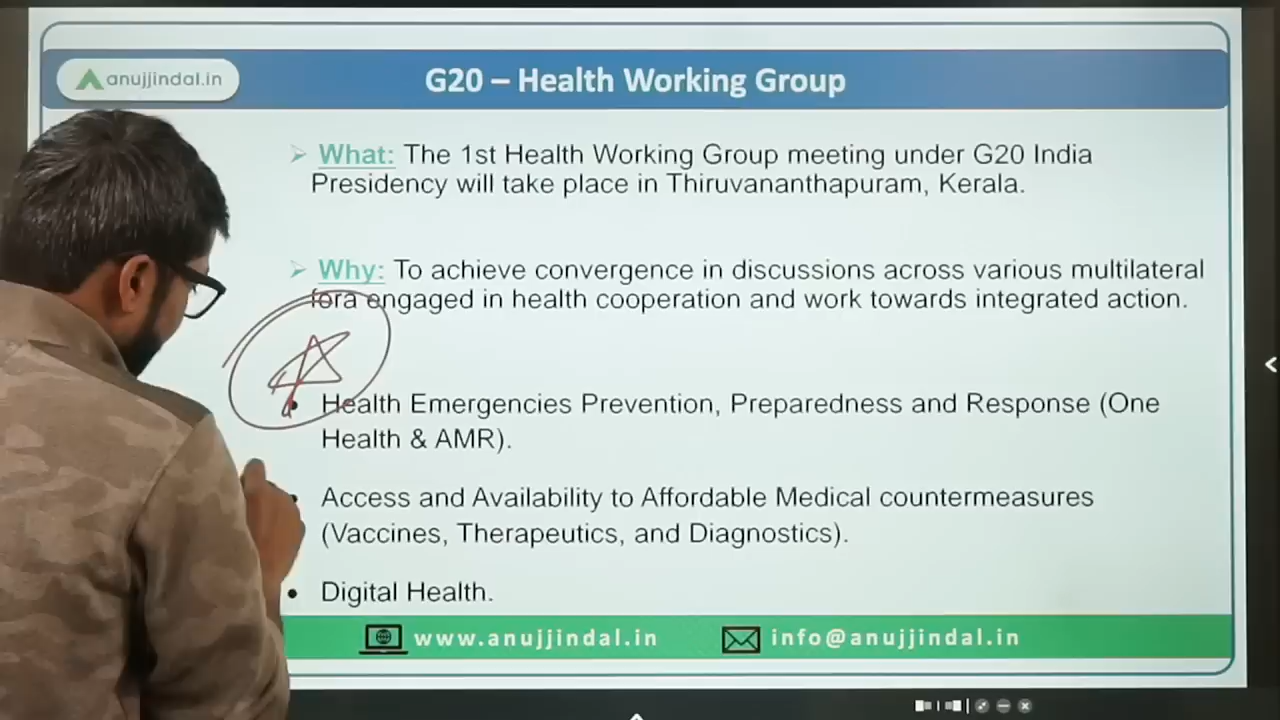 anujjindal.in
G20 – Health Working Group
What: The 1st Health Working Group meeting under G20 India
Presidency will take place in Thiruvananthapuram, Kerala.
Why: To achieve convergence in discussions across various multilateral
fora engaged in health cooperation and work towards integrated action.
Health Emergencies Prevention, Preparedness and Response (One
Health & AMR).
Access and Availability to Affordable Medical countermeasures
(Vaccines, Therapeutics, and Diagnostics).
Digital Health.
www.anujjindal.in
info@anujjindal.in